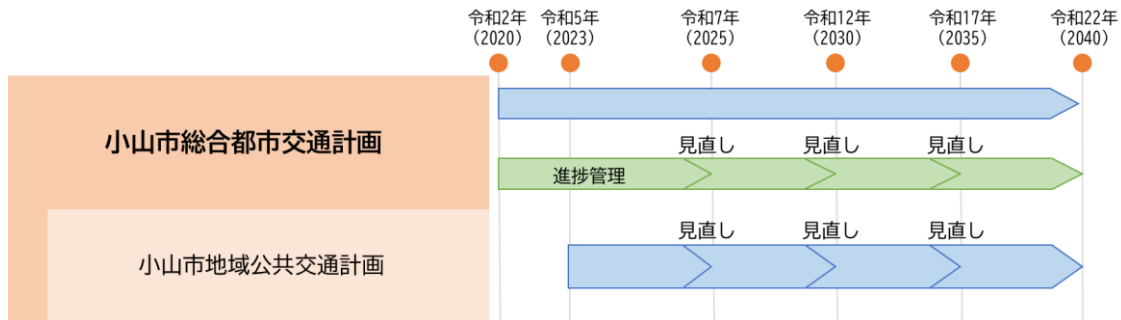 令和2年 令和5年 令和7年 令和12年 令和17年 令和22年
(2020) (2023) (2025) (2030) (2035) (2040)
小山市総合都市交通計画
見直し 見直し 見直し
進捗管理
見直し 見直し 見直し
小山市地域公共交通計画